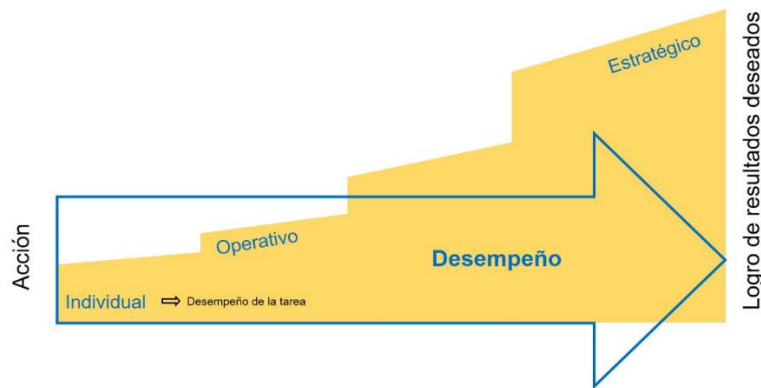 Estratégico
Logro de resultados deseados
Acción
Operativo
Desempeño
Individual
Desempeño de la tarea